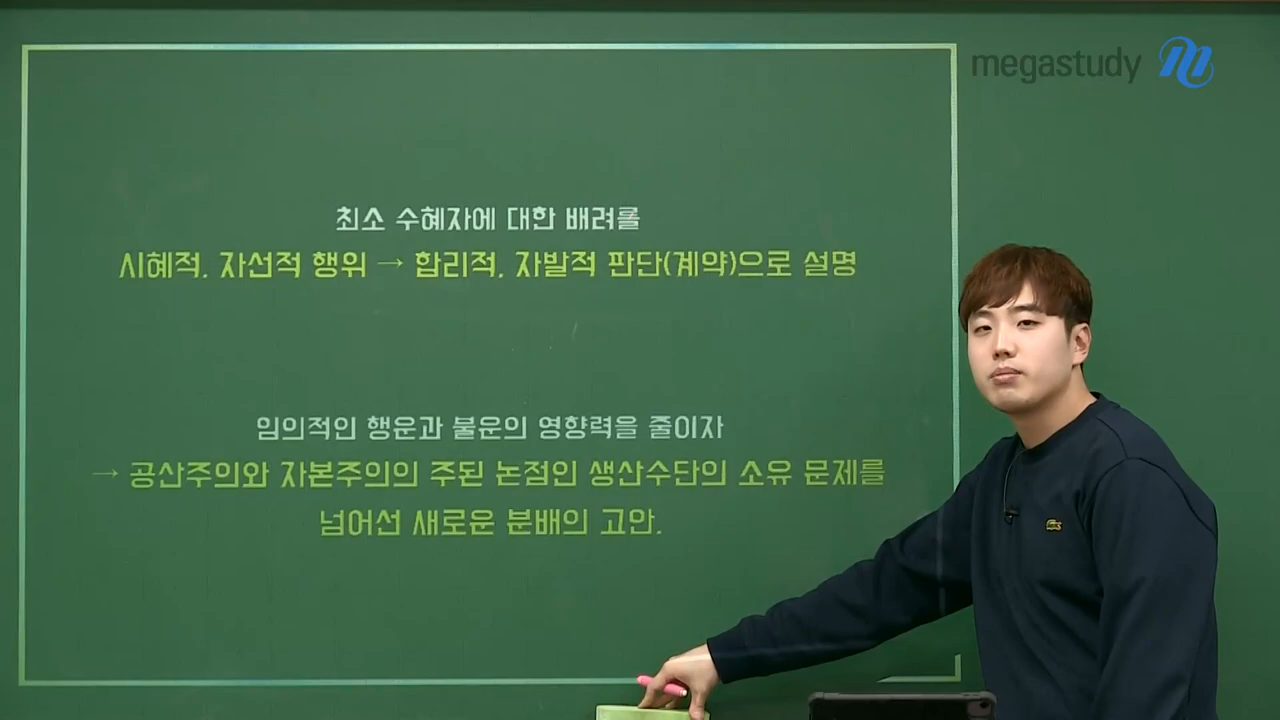 megastudy
최소 수혜자에 대한 배려를
시혜적, 자선적 행위 → 합리적, 자발적 판단(계약)으로 설명
임의적인 행운과 불운의 영향력을 줄이자
→ 공산주의와 자본주의의 주된 논점인 생산수단의 소유 문제를
넘어선 새로운 분배의 고안.